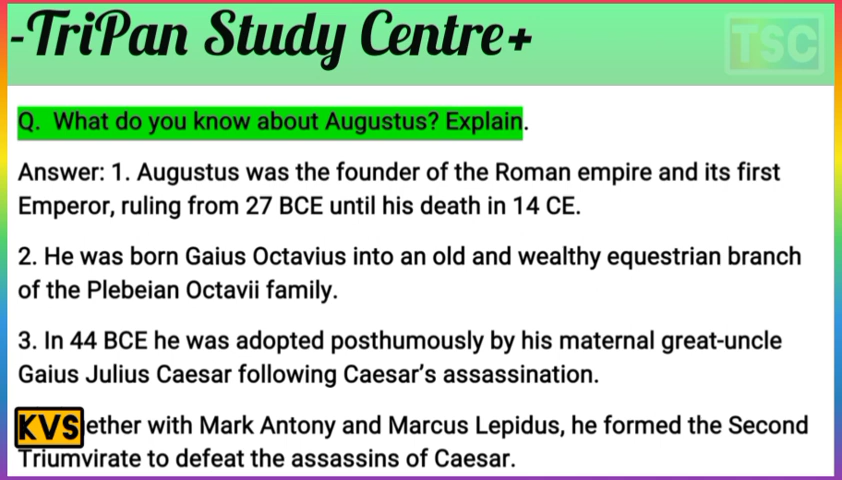 -TriPan Study Centre+
TSC
Q. What do you know about Augustus? Explain.
Answer: 1. Augustus was the founder of the Roman empire and its first
Emperor, ruling from 27 BCE until his death in 14 CE.
2. He was born Gaius Octavius into an old and wealthy equestrian branch
of the Plebeian Octavii family.
3. In 44 BCE he was adopted posthumously by his maternal great-uncle
Gaius Julius Caesar following Caesar's assassination.
KVS ether with Mark Antony and Marcus Lepidus, he formed the Second
Triumvirate to defeat the assassins of Caesar.